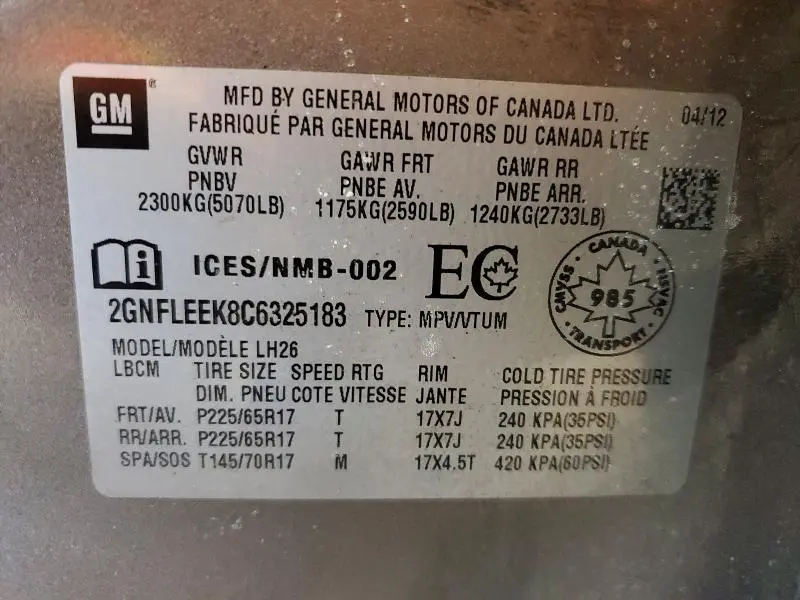 GM
MFD BY GENERAL MOTORS OF CANADA LTD. 04/12
FABRIQUÉ PAR GENERAL MOTORS DU CANADA LTÉE
GVWR GAWR FRT GAWR RR
PNBV PNBE AV. PNBE ARR.
2300KG(5070LB) 1175KG(2590LB) 1240KG(2733LB)
i ICES/NMB-002 EC
CANADA
CMVSS 985 NSVAC
TRANSPORT
2GNFLEEK8C6325183 TYPE: MPV/VTUM
MODEL/MODÈLE LH26
LBCM TIRE SIZE SPEED RTG RIM COLD TIRE PRESSURE
DIM. PNEU COTE VITESSE JANTE PRESSION À FROID
FRT/AV. P225/65R17 T 17X7J 240 KPA(35PSI)
RR/ARR. P225/65R17 T 17X7J 240 KPA(35PSI)
SPA/SOS T145/70R17 M 17X4.5T 420 KPA(60PSI)